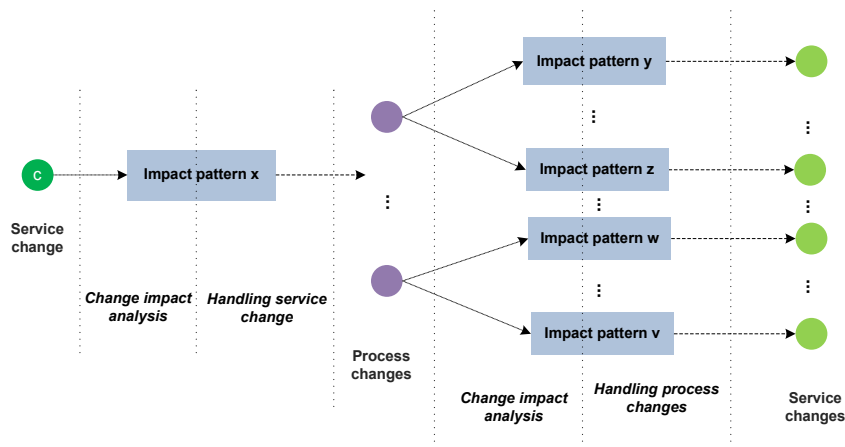 Impact pattern y
Impact pattern x
C
Impact pattern z
Service
change
Impact pattern w
Change impact
analysis
Handling service
change
Impact pattern v
Process
changes
Change impact
analysis
Handling process
changes
Service
changes